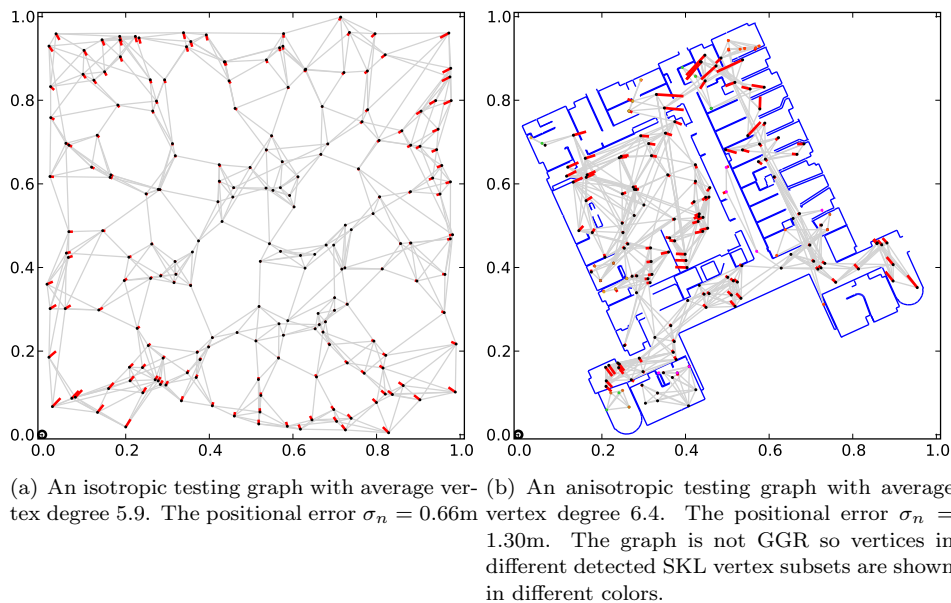 1.0
0.8
0.6
0.4
0.2
0.0
0.0 0.2 0.4 0.6 0.8 1.0
1.0
0.8
0.6
0.4
0.2
0.0
0.0 0.2 0.4 0.6 0.8 1.0
(a) An isotropic testing graph with average ver-
tex degree 5.9. The positional error σn = 0.66m
(b) An anisotropic testing graph with average
vertex degree 6.4. The positional error σn =
1.30m. The graph is not GGR so vertices in
different detected SKL vertex subsets are shown
in different colors.